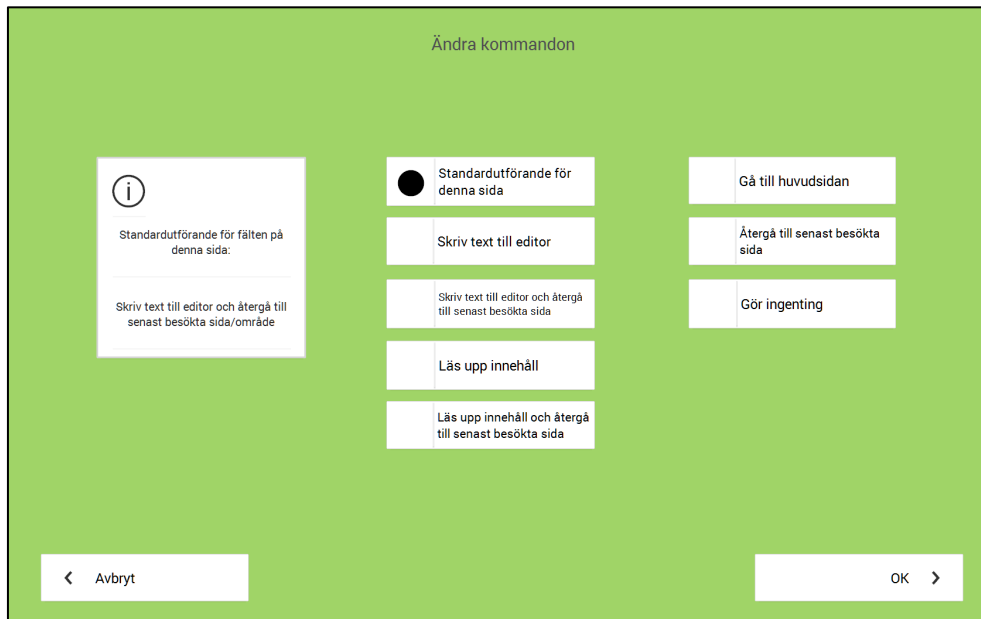 Ändra kommandon
Standardutförande för fälten på
denna sida:
Skriv text till editor och återgå till
senast besökta sida/område
Standardutförande för
denna sida
Skriv text till editor
Skriv text till editor och återgå
till senast besökta sida
Läs upp innehåll
Läs upp innehåll och återgå
till senast besökta sida
Gå till huvudsidan
Återgå till senast besökta
sida
Gör ingenting
Avbryt
OK